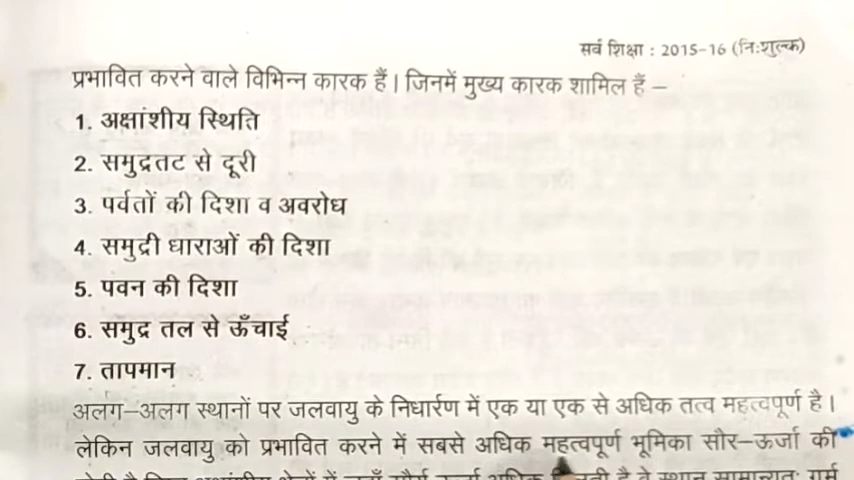 सर्व शिक्षा : 2015-16 (निःशुल्क)
प्रभावित करने वाले विभिन्न कारक हैं। जिनमें मुख्य कारक शामिल हैं –
1. अक्षांशीय स्थिति
2. समुद्रतट से दूरी
3. पर्वतों की दिशा व अवरोध
4. समुद्री धाराओं की दिशा
5. पवन की दिशा
6. समुद्र तल से ऊँचाई
7. तापमान
अलग–अलग स्थानों पर जलवायु के निर्धारण में एक या एक से अधिक तत्व महत्वपूर्ण है।
लेकिन जलवायु को प्रभावित करने में सबसे अधिक महत्वपूर्ण भूमिका सौर–ऊर्जा की